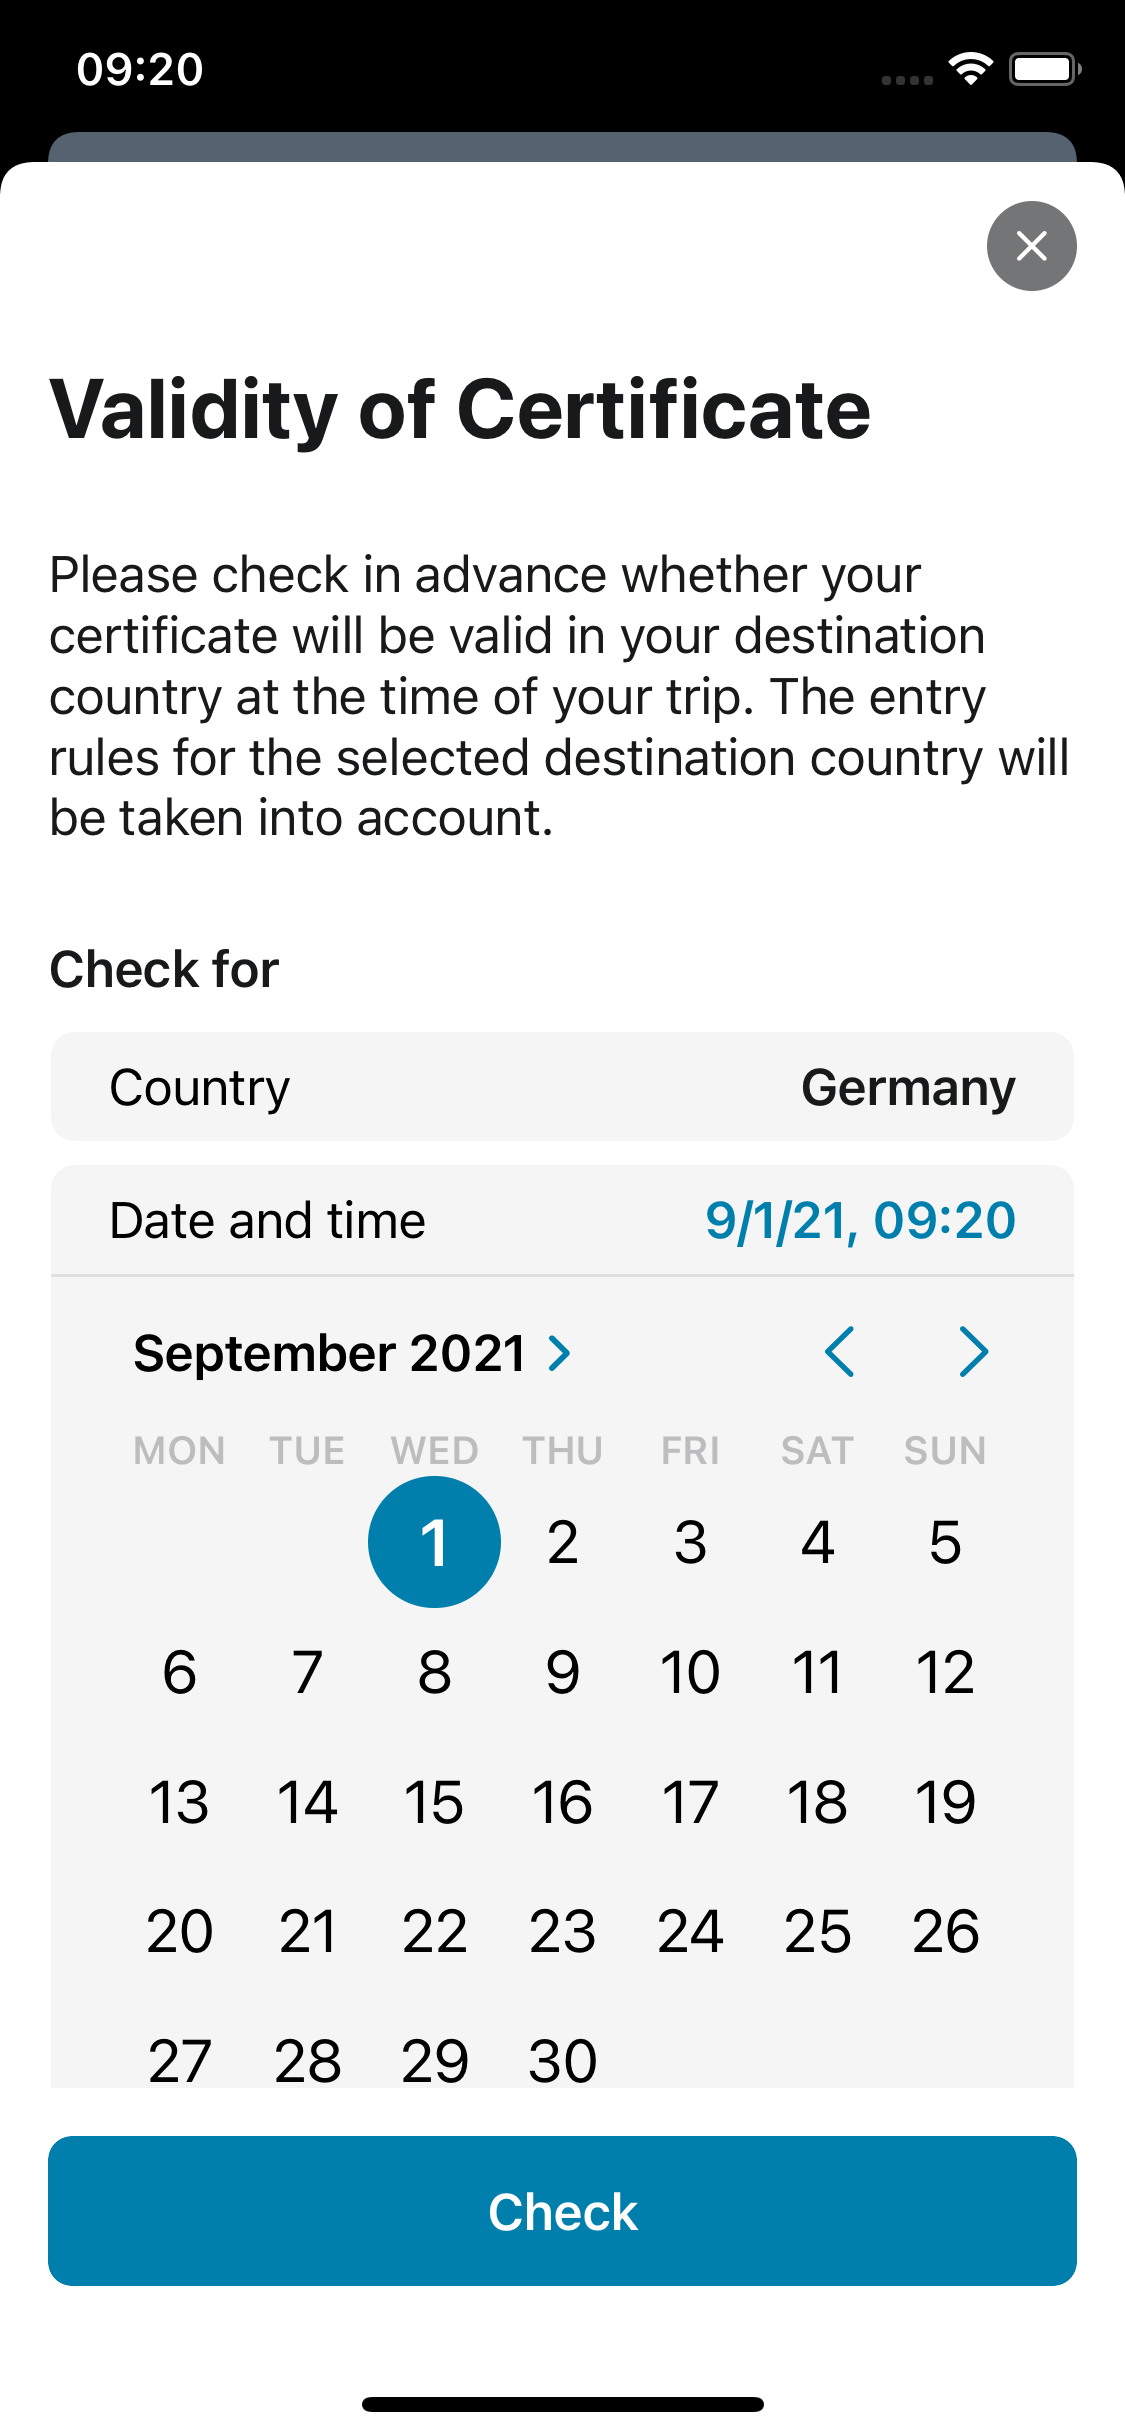 09:20
Validity of Certificate
Please check in advance whether your
certificate will be valid in your destination
country at the time of your trip. The entry
rules for the selected destination country will
be taken into account.
Check for
Country Germany
Date and time 9/1/21, 09:20
September 2021
MON TUE WED THU FRI SAT SUN
1 2 3 4 5
6 7 8 9 10 11 12
13 14 15 16 17 18 19
20 21 22 23 24 25 26
27 28 29 30
Check